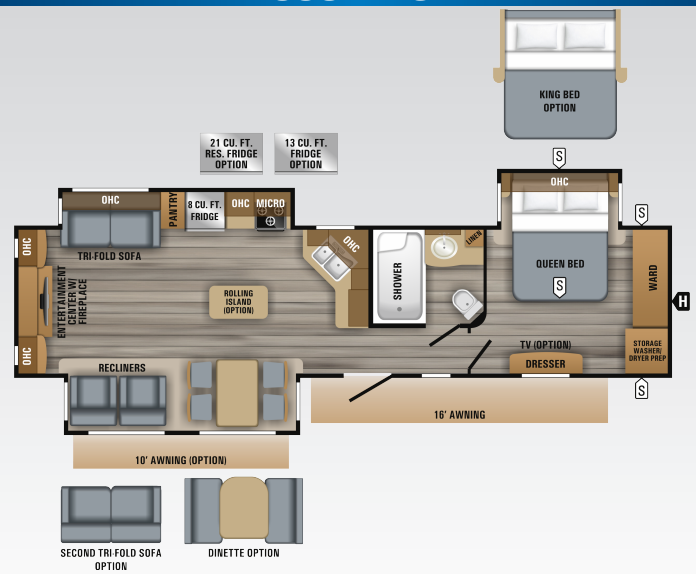 KING BED
OPTION
21 CU. FT.
RES. FRIDGE
OPTION
13 CU. FT.
FRIDGE
OPTION
S
OHC
PANTRY
8 CU. FT.
FRIDGE
OHC
MICRO
OHC
S
OHC
TRI-FOLD SOFA
OHC
SHOWER
LINEN
QUEEN BED
S
WARD
H
ENTERTAINMENT
CENTER W/
FIREPLACE
ROLLING
ISLAND
(OPTION)
OHC
RECLINERS
TV (OPTION)
DRESSER
STORAGE
WASHER/
DRYER PREP
S
16' AWNING
10' AWNING (OPTION)
SECOND TRI-FOLD SOFA
OPTION
DINETTE OPTION